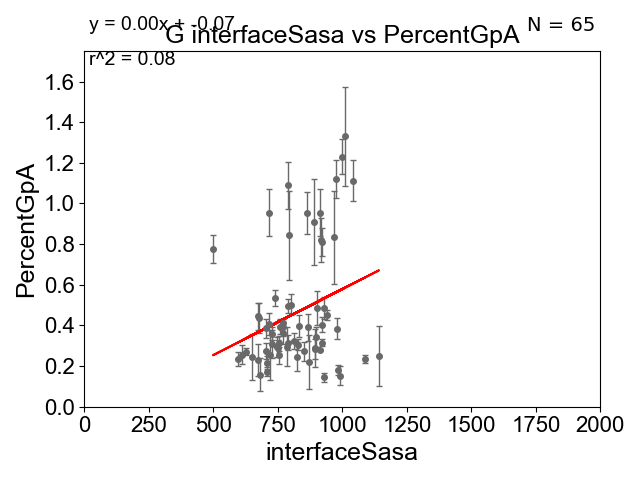 y = 0.00x + -0.07
N = 65
G interfaceSasa vs PercentGpA
r^2 = 0.08
PercentGpA
1.6
1.4
1.2
1.0
0.8
0.6
0.4
0.2
0.0
0 250 500 750 1000 1250 1500 1750 2000
interfaceSasa